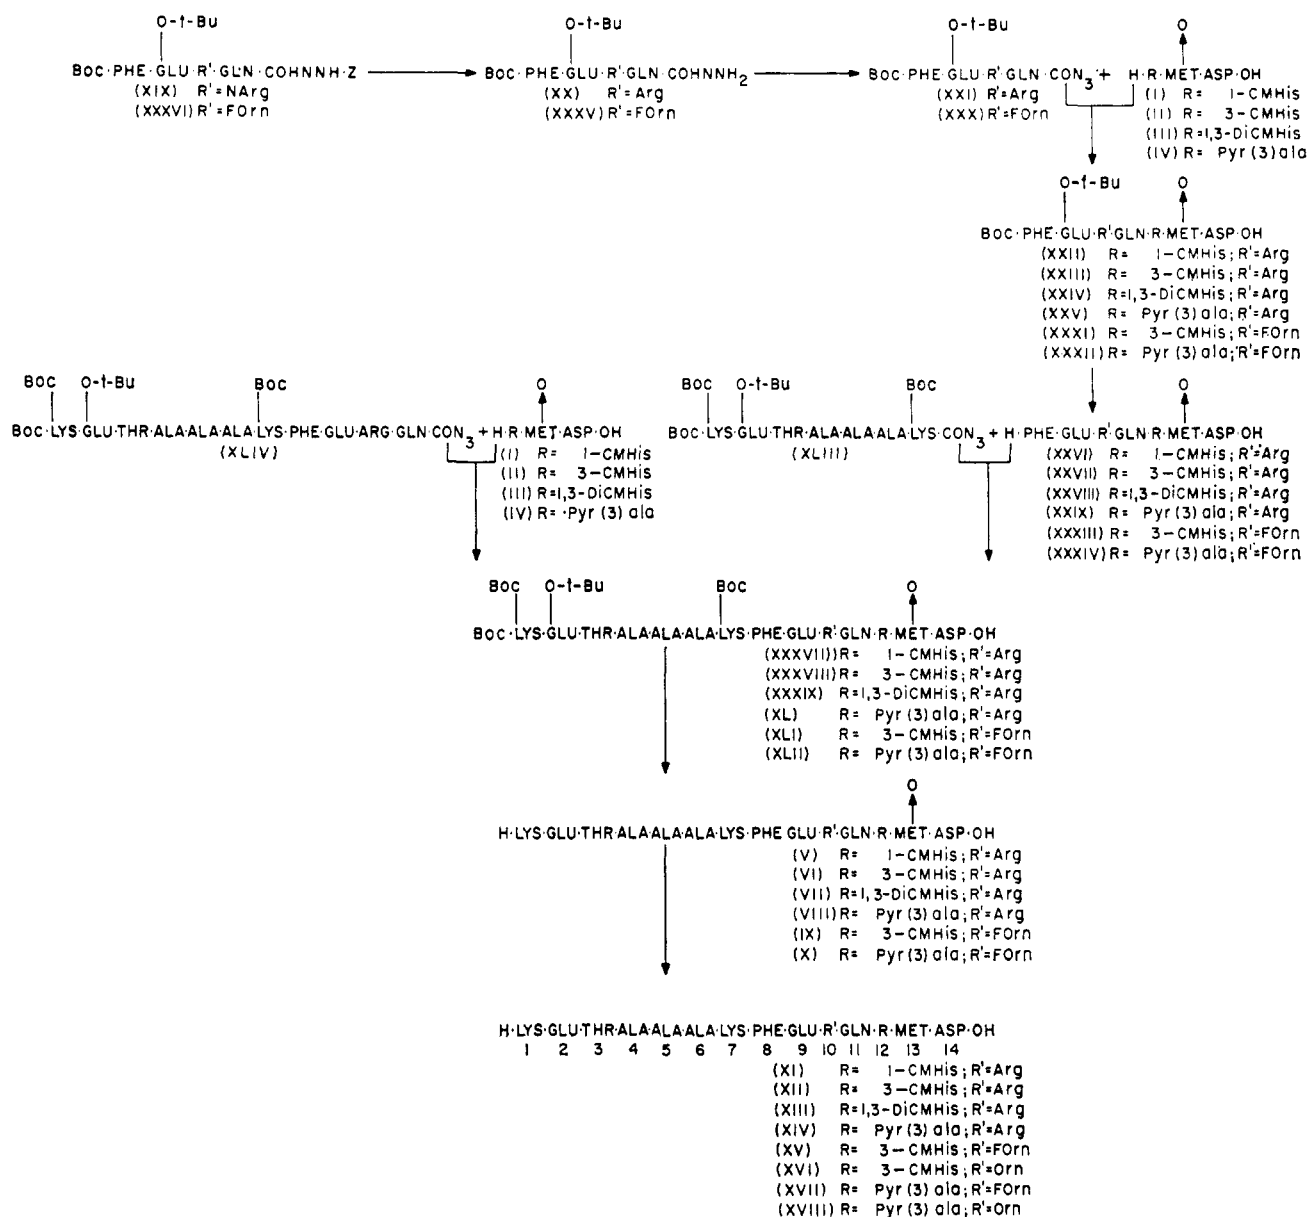 O-t-Bu
BOC·PHE·GLU·R'·GLN·COHNNH·Z
(XIX) R'=NArg
(XXXVI) R'=FOrn
O-t-Bu
BOC·PHE·GLU·R'·GLN·COHNNH2
(XX) R'=Arg
(XXXV) R'=FOrn
O-t-Bu
O
BOC·PHE·GLU·R'·GLN·CON3 + H·R·MET·ASP·OH
(XXI) R'=Arg
(XXX) R'=FOrn
(I) R= 1-CMHis
(II) R= 3-CMHis
(III) R=1,3-DiCMHis
(IV) R= Pyr(3)ala
O-t-Bu
O
BOC·PHE·GLU·R'·GLN·R·MET·ASP·OH
(XXII) R= 1-CMHis; R'=Arg
(XXIII) R= 3-CMHis; R'=Arg
(XXIV) R=1,3-DiCMHis; R'=Arg
(XXV) R= Pyr(3)ala; R'=Arg
(XXXI) R= 3-CMHis; R'=FOrn
(XXXII) R= Pyr(3)ala; R'=FOrn
BOC
O-t-Bu
BOC
O
BOC·LYS·GLU·THR·ALA·ALA·ALA·LYS·PHE·GLU·ARG·GLN·CON3 + H·R·MET·ASP·OH
(XLIV)
(I) R= 1-CMHis
(II) R= 3-CMHis
(III) R=1,3-DiCMHis
(IV) R= ·Pyr(3)ala
BOC
O-t-Bu
BOC
O
BOC·LYS·GLU·THR·ALA·ALA·ALA·LYS·CON3 + H·PHE·GLU·R'·GLN·R·MET·ASP·OH
(XLIII)
(XXVI) R= 1-CMHis; R'=Arg
(XXVII) R= 3-CMHis; R'=Arg
(XXVIII) R=1,3-DiCMHis; R'=Arg
(XXIX) R= Pyr(3)ala; R'=Arg
(XXXIII) R= 3-CMHis; R'=FOrn
(XXXIV) R= Pyr(3)ala; R'=FOrn
BOC
O-t-Bu
BOC
O
BOC·LYS·GLU·THR·ALA·ALA·ALA·LYS·PHE·GLU·R'·GLN·R·MET·ASP·OH
(XXXVII)) R= 1-CMHis; R'=Arg
(XXXVIII) R= 3-CMHis; R'=Arg
(XXXIX) R=1,3-DiCMHis; R'=Arg
(XL) R= Pyr(3)ala; R'=Arg
(XLI) R= 3-CMHis; R'=FOrn
(XLII) R= Pyr(3)ala; R'=FOrn
O
H·LYS·GLU·THR·ALA·ALA·ALA·LYS·PHE GLU·R'·GLN·R·MET·ASP·OH
(V) R= 1-CMHis; R'=Arg
(VI) R= 3-CMHis; R'=Arg
(VII) R=1,3-DiCMHis; R'=Arg
(VIII) R= Pyr(3)ala; R'=Arg
(IX) R= 3-CMHis; R'=FOrn
(X) R= Pyr(3)ala; R'=FOrn
H·LYS·GLU·THR·ALA·ALA·ALA·LYS·PHE·GLU·R'·GLN·R·MET·ASP·OH
1 2 3 4 5 6 7 8 9 10 11 12 13 14
(XI) R= 1-CMHis; R'=Arg
(XII) R= 3-CMHis; R'=Arg
(XIII) R=1,3-DiCMHis; R'=Arg
(XIV) R= Pyr(3)ala; R'=Arg
(XV) R= 3-CMHis; R'=FOrn
(XVI) R= 3-CMHis; R'=Orn
(XVII) R= Pyr(3)ala; R'=FOrn
(XVIII) R= Pyr(3)ala; R'=Orn